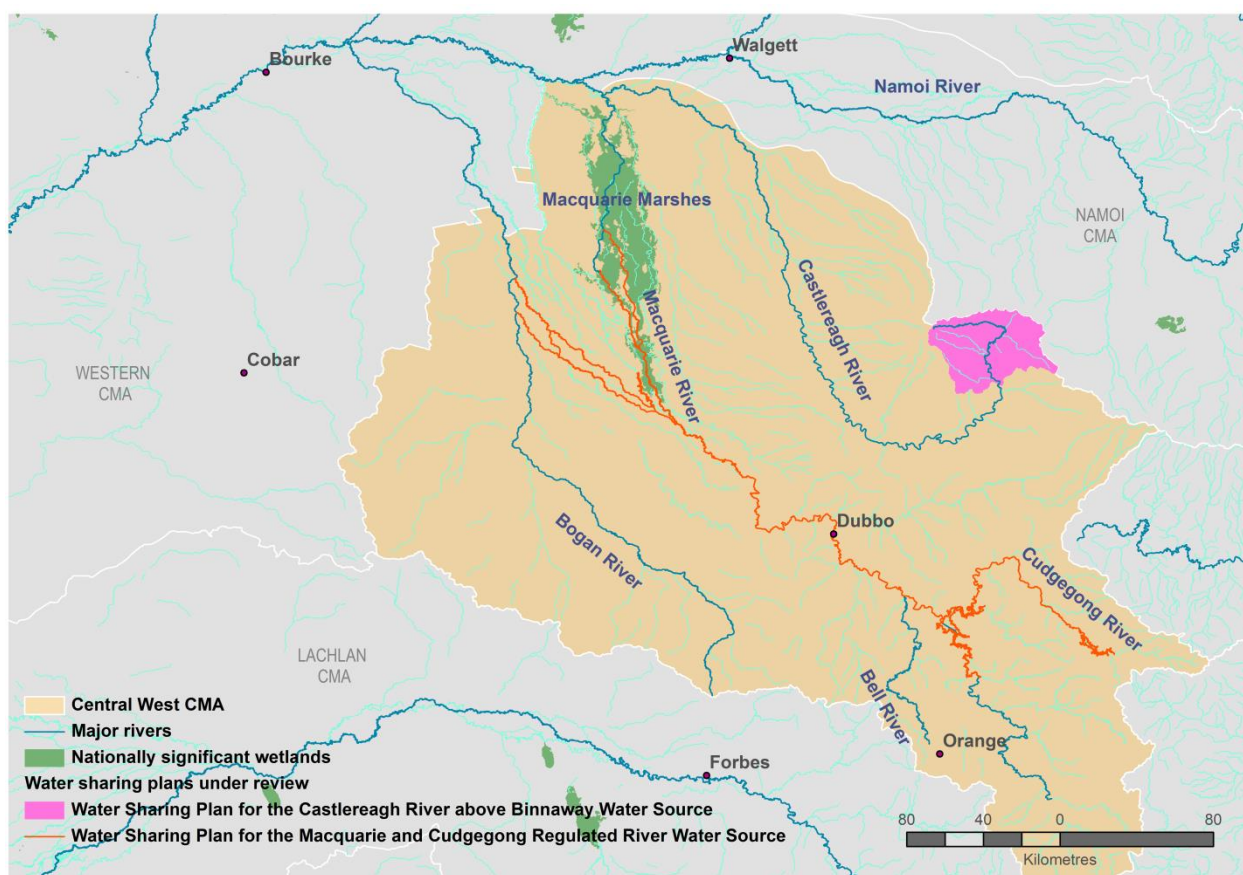 Bourke
Walgett
Namoi River
Macquarie Marshes
NAMOI
CMA
Castlereagh River
Macquarie River
Cobar
WESTERN
CMA
Dubbo
Bogan River
Cudgegong River
LACHLAN
CMA
Bell River
Orange
Forbes
Central West CMA
Major rivers
Nationally significant wetlands
Water sharing plans under review
Water Sharing Plan for the Castlereagh River above Binnaway Water Source
Water Sharing Plan for the Macquarie and Cudgegong Regulated River Water Source
80 40 0 80
Kilometres